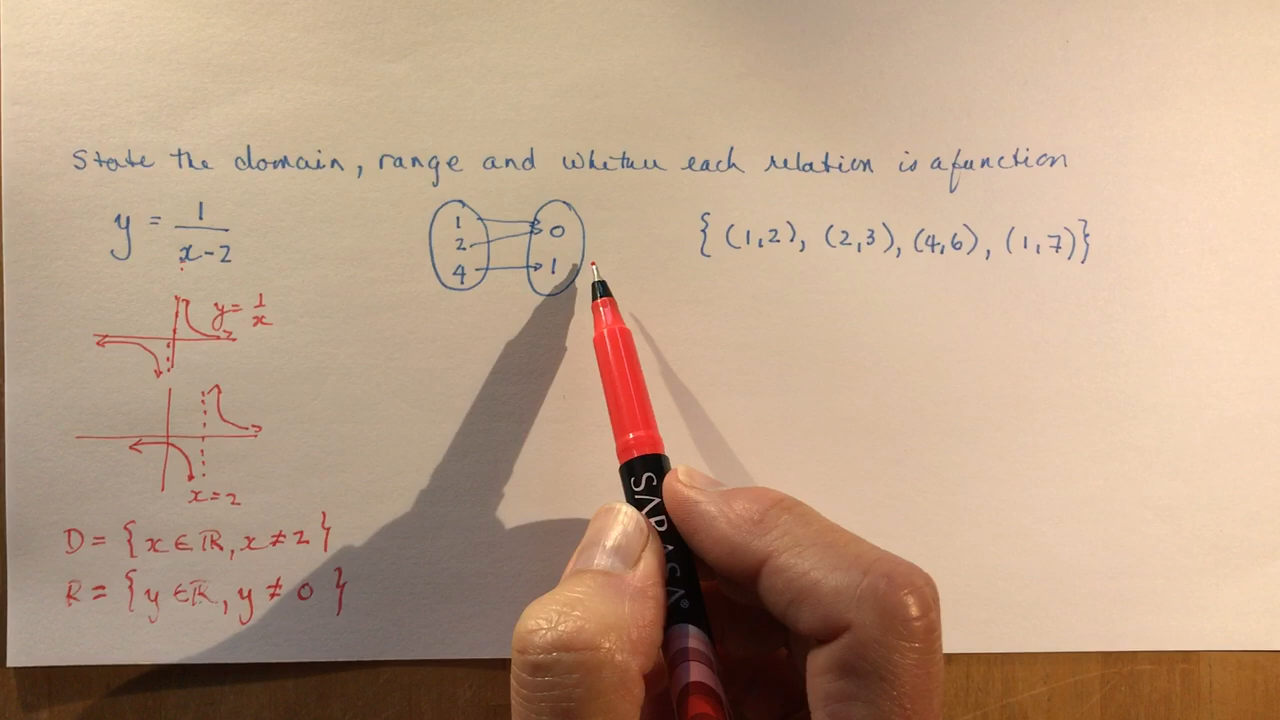 State the domain, range and whether each relation is a function
y = 1/(x-2)
1 2 4
0 1
{ (1,2), (2,3), (4,6), (1,7)}
y = 1/x
x=2
D = {x∈ℝ, x≠2}
R = {y∈ℝ, y≠0}
SARASA®